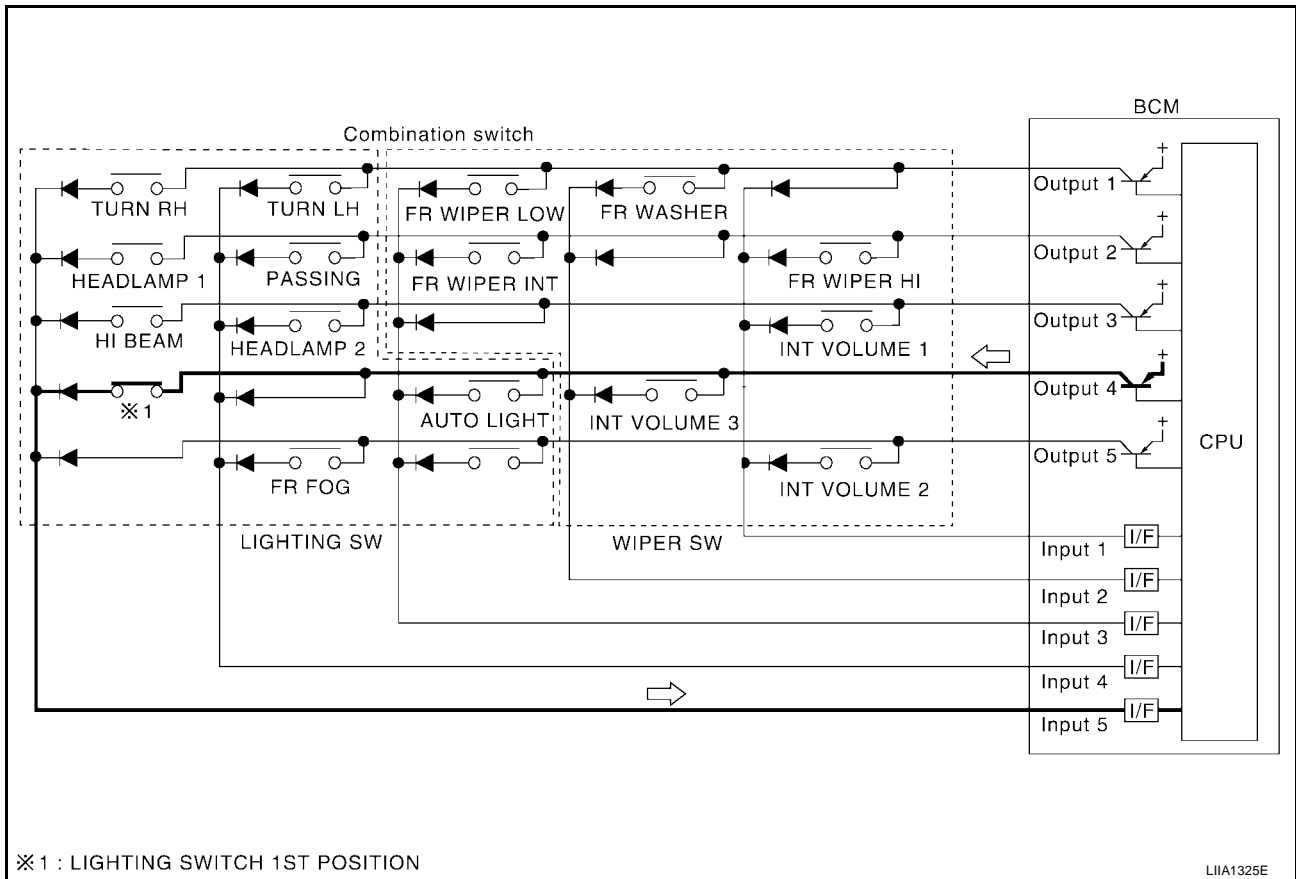 BCM
Combination switch
+
Output 1
TURN RH
TURN LH
FR WIPER LOW
FR WASHER
+
Output 2
HEADLAMP 1
PASSING
FR WIPER INT
FR WIPER HI
+
Output 3
HI BEAM
HEADLAMP 2
INT VOLUME 1
+
Output 4
※1
AUTO LIGHT
INT VOLUME 3
CPU
+
Output 5
FR FOG
INT VOLUME 2
LIGHTING SW
WIPER SW
Input 1
I/F
Input 2
I/F
Input 3
I/F
Input 4
I/F
Input 5
I/F
※1 : LIGHTING SWITCH 1ST POSITION
LIIA1325E